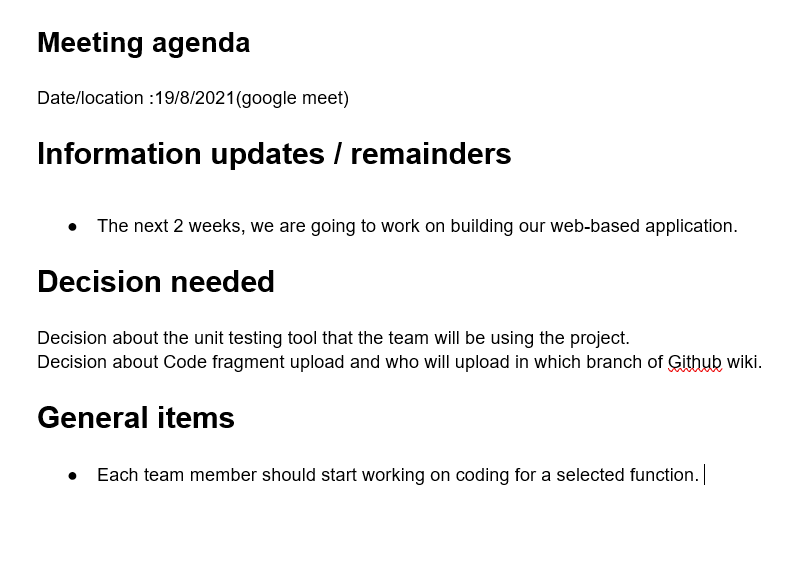 Meeting agenda
Date/location :19/8/2021(google meet)
Information updates / remainders
● The next 2 weeks, we are going to work on building our web-based application.
Decision needed
Decision about the unit testing tool that the team will be using the project.
Decision about Code fragment upload and who will upload in which branch of Github wiki.
General items
● Each team member should start working on coding for a selected function.